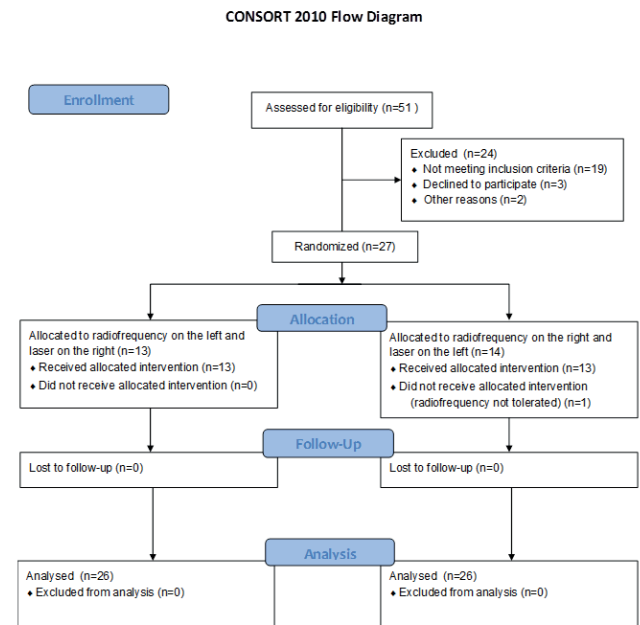 CONSORT 2010 Flow Diagram
Enrollment
Assessed for eligibility (n=51 )
Excluded (n=24)
♦ Not meeting inclusion criteria (n=19)
♦ Declined to participate (n=3)
♦ Other reasons (n=2)
Randomized (n=27)
Allocation
Allocated to radiofrequency on the left and
laser on the right (n=13)
♦ Received allocated intervention (n=13)
♦ Did not receive allocated intervention (n=0)
Allocated to radiofrequency on the right and
laser on the left (n=14)
♦ Received allocated intervention (n=13)
♦ Did not receive allocated intervention
(radiofrequency not tolerated) (n=1)
Follow-Up
Lost to follow-up (n=0)
Lost to follow-up (n=0)
Analysis
Analysed (n=26)
♦ Excluded from analysis (n=0)
Analysed (n=26)
♦ Excluded from analysis (n=0)